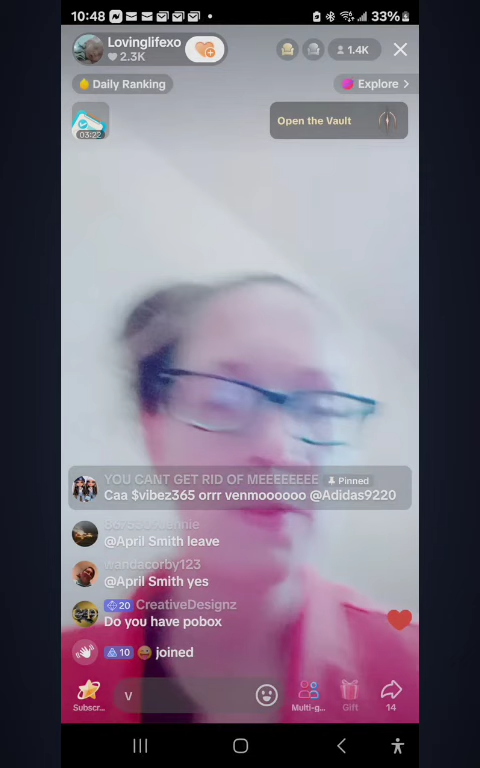 10:48
33%
Lovinglifexo
2.3K
1.4K
Daily Ranking
Explore >
03:22
Open the Vault
YOU CANT GET RID OF MEEEEEEEE Pinned
Caa $vibez365 orrr venmoooooo @Adidas9220
@April Smith leave
wandacorby123
@April Smith yes
20 CreativeDesignz
Do you have pobox
10 joined
Subscr...
V
Multi-g...
Gift
14